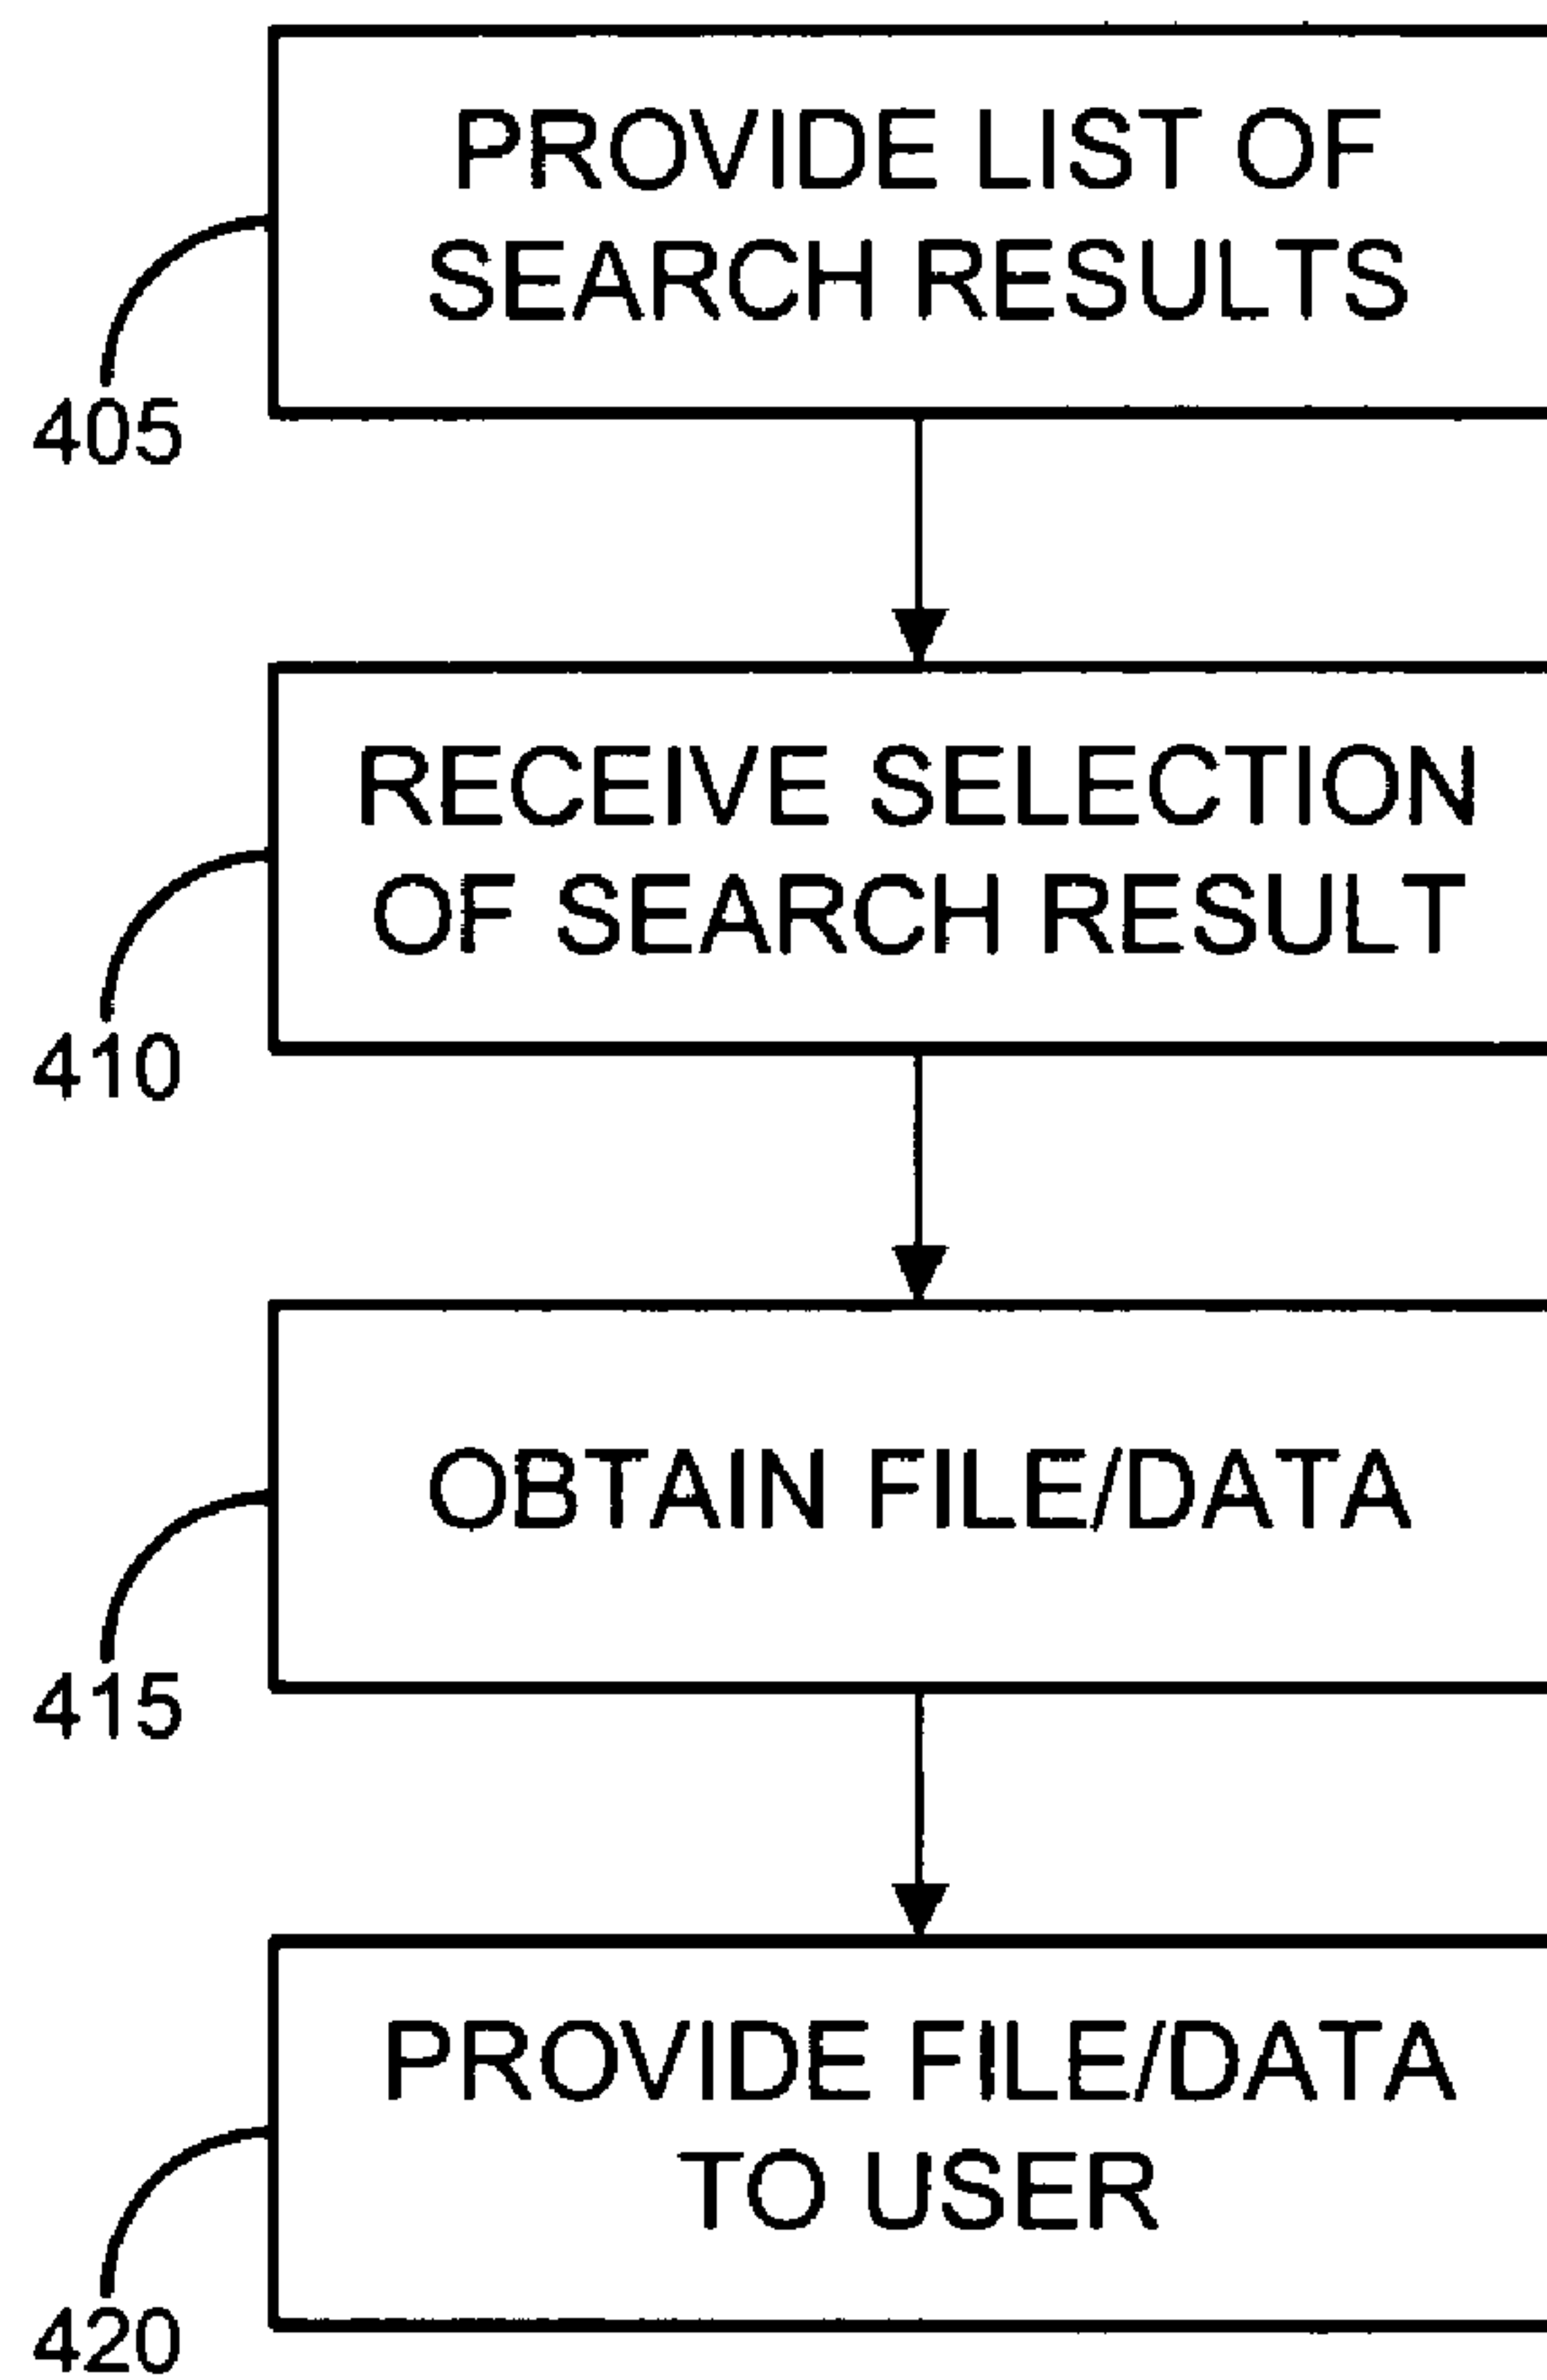 PROVIDE LIST OF
SEARCH RESULTS
405
RECEIVE SELECTION
OF SEARCH RESULT
410
OBTAIN FILE/DATA
415
PROVIDE FILE/DATA
TO USER
420